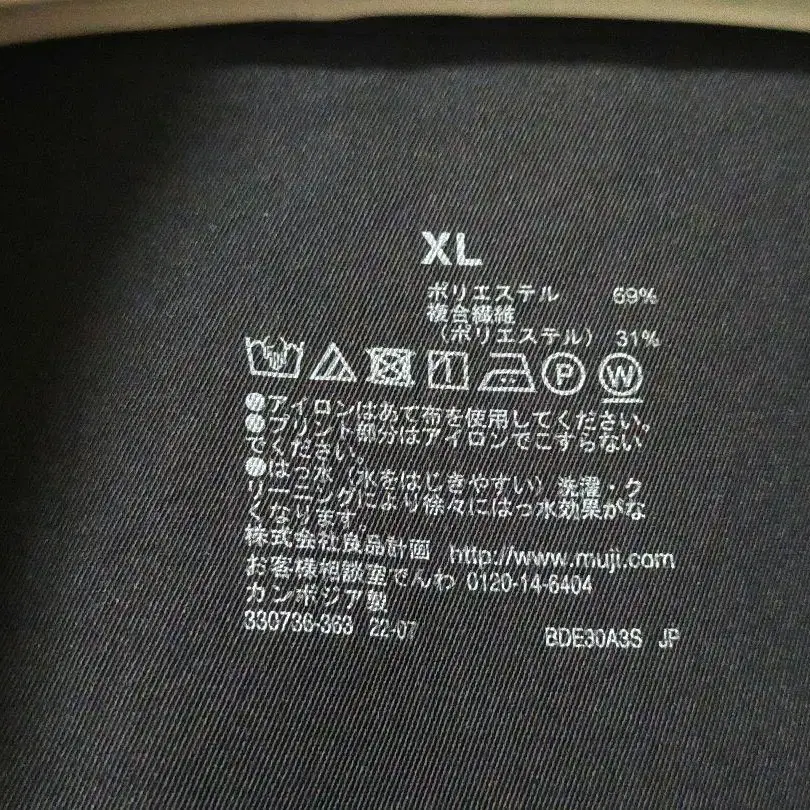 XL
ポリエステル 69%
複合繊維
（ポリエステル） 31%
P W
●アイロンはあて布を使用してください。
●プリント部分はアイロンでこすらない
でください。
●はっ水（水をはじきやすい）洗濯・ク
リーニングにより徐々にはっ水効果がな
くなります。
株式会社良品計画 http://www.muji.com
お客様相談室でんわ 0120-14-6404
カンボジア製
330736-363 22-07 BDE30A3S JP